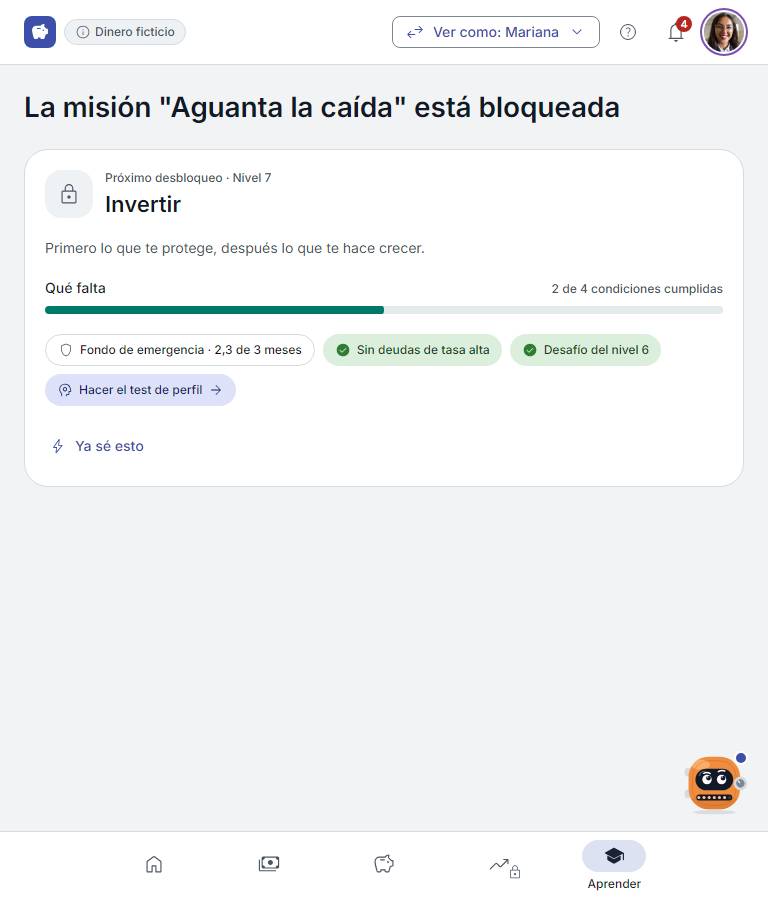 Dinero ficticio
Ver como: Mariana
4
La misión "Aguanta la caída" está bloqueada
Próximo desbloqueo · Nivel 7
Invertir
Primero lo que te protege, después lo que te hace crecer.
Qué falta
2 de 4 condiciones cumplidas
Fondo de emergencia · 2,3 de 3 meses
Sin deudas de tasa alta
Desafío del nivel 6
Hacer el test de perfil
Ya sé esto
Aprender